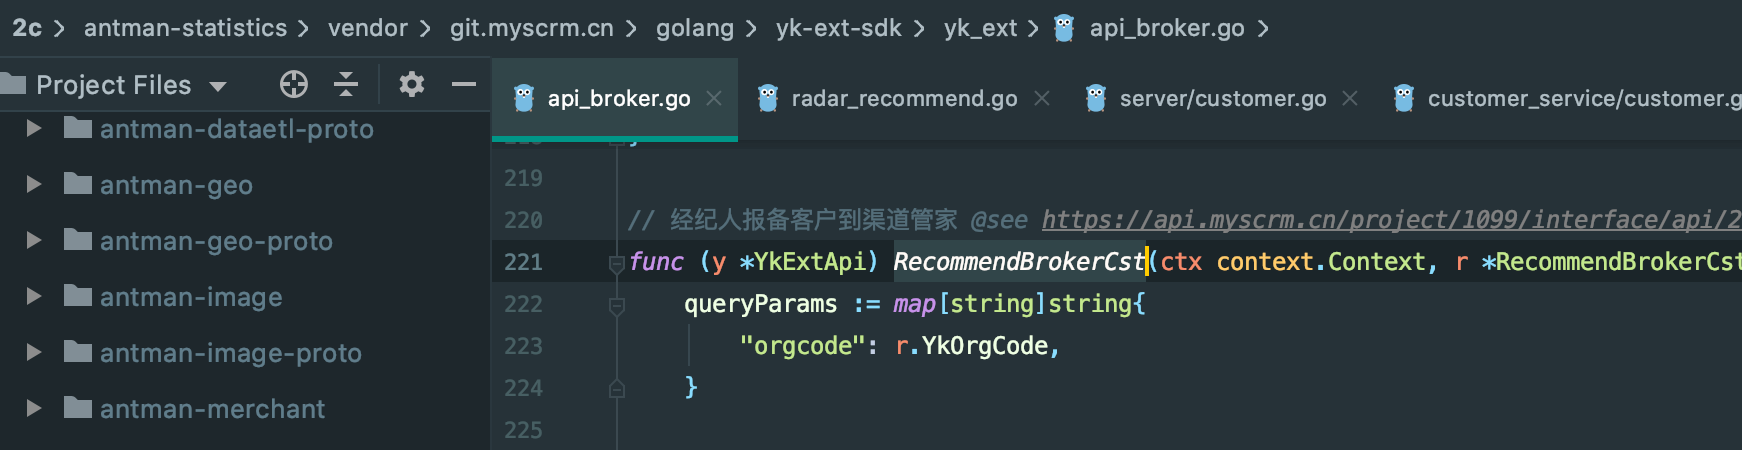 2c > antman-statistics > vendor > git.myscrm.cn > golang > yk-ext-sdk > yk_ext > api_broker.go >
Project Files
api_broker.go × radar_recommend.go × server/customer.go × customer_service/customer.g
antman-dataetl-proto
antman-geo
antman-geo-proto
antman-image
antman-image-proto
antman-merchant
219
220 // 经纪人报备客户到渠道管家 @see https://api.myscrm.cn/project/1099/interface/api/2
221 func (y *YkExtApi) RecommendBrokerCst(ctx context.Context, r *RecommendBrokerCst
222 queryParams := map[string]string{
223 "orgcode": r.YkOrgCode,
224 }
225